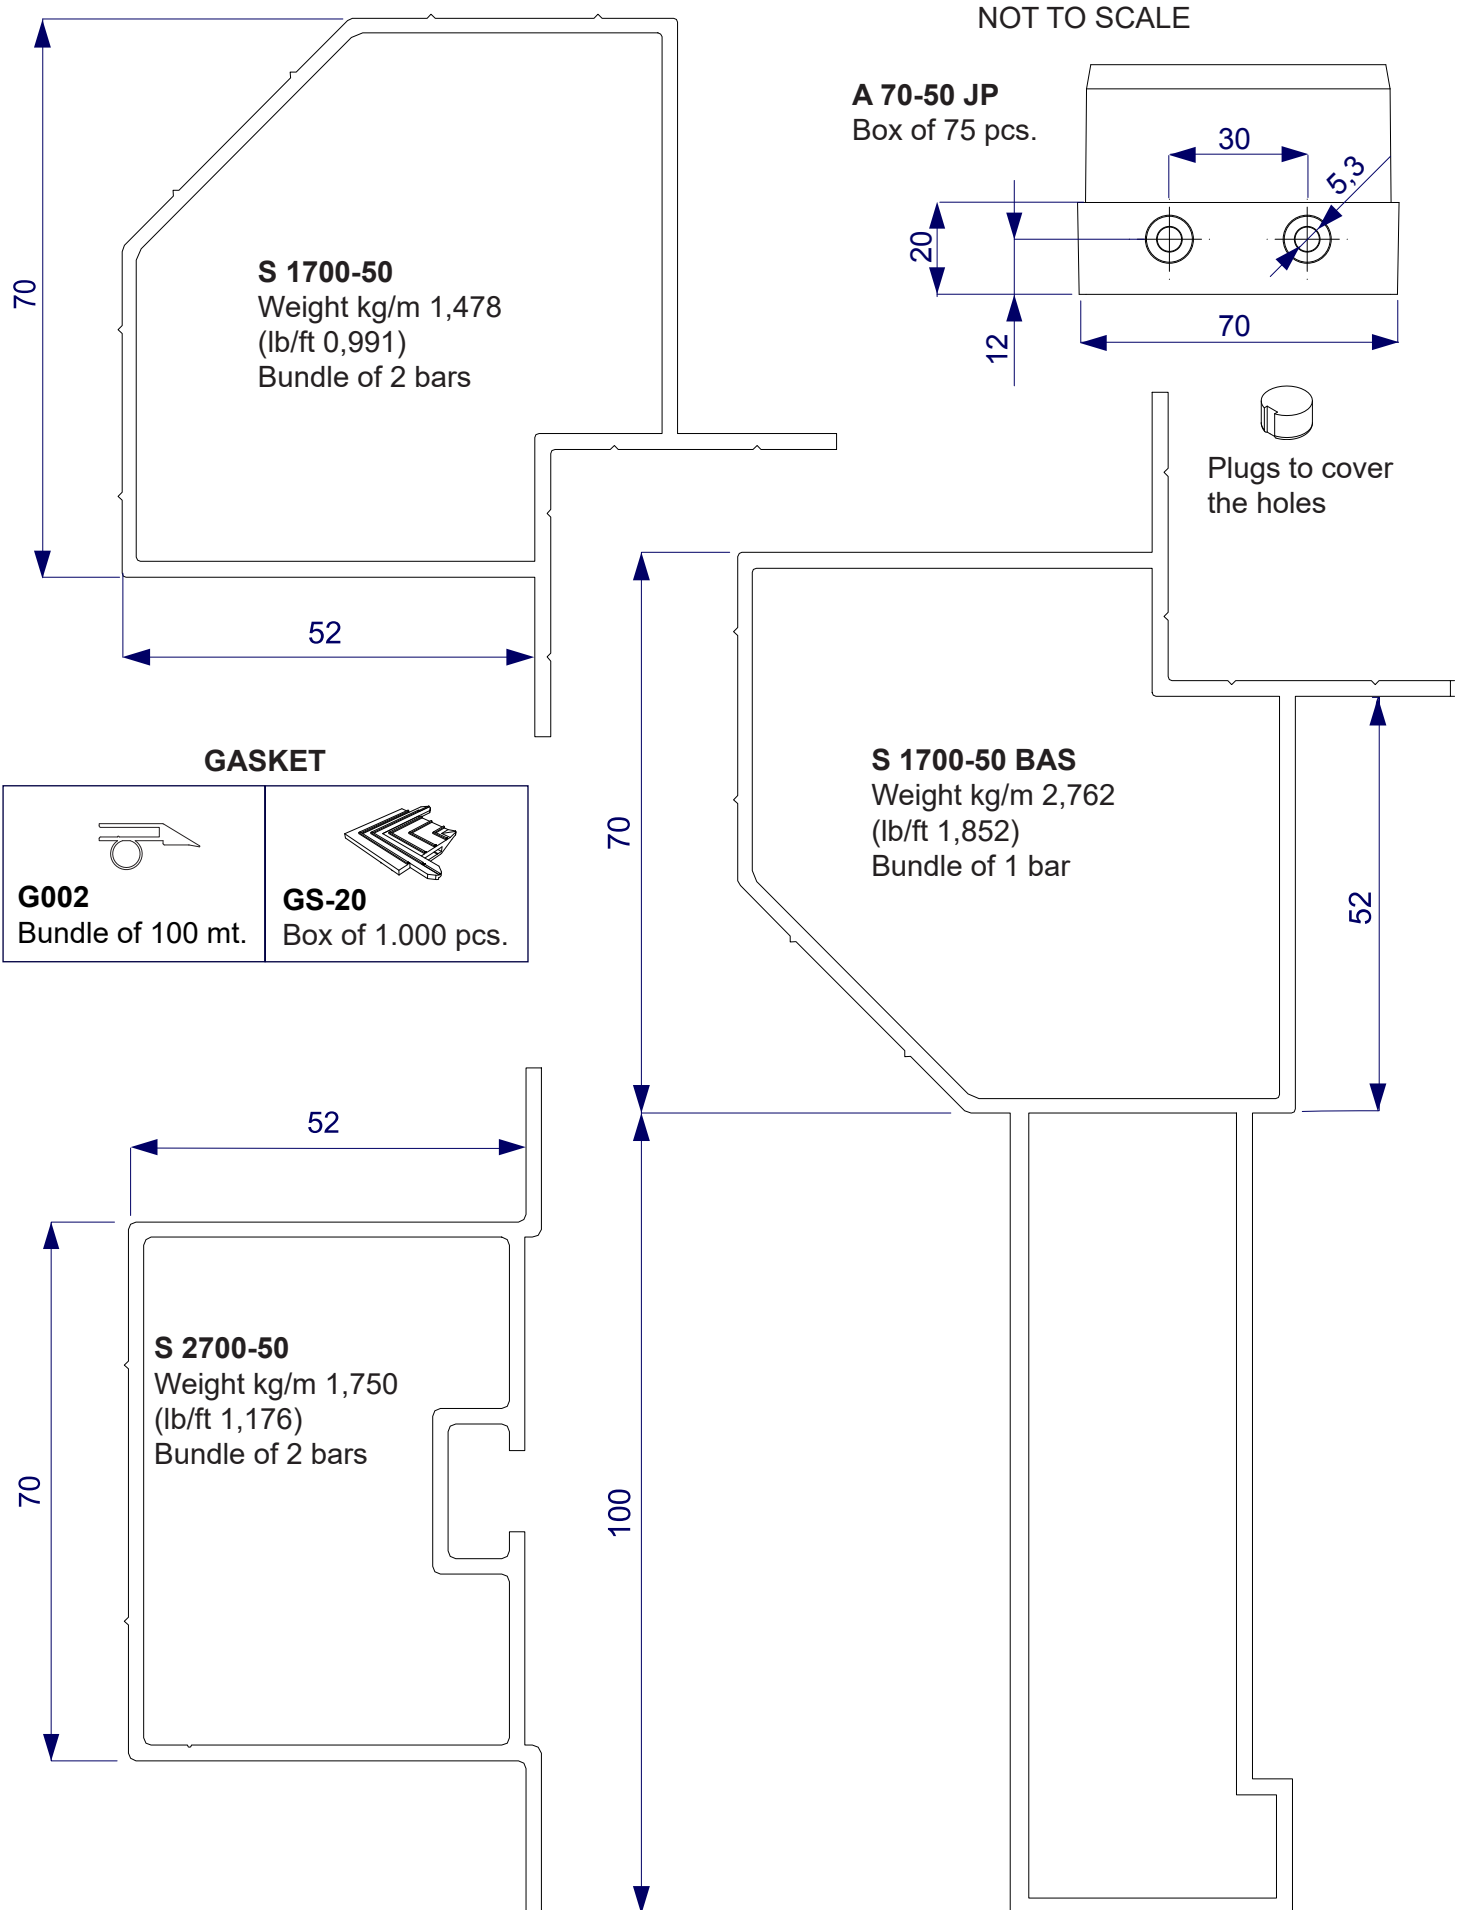 NOT TO SCALE
A 70-50 JP
Box of 75 pcs.
30
5,3
20
12
70
Plugs to cover
the holes
70
S 1700-50
Weight kg/m 1,478
(lb/ft 0,991)
Bundle of 2 bars
52
GASKET
G002
Bundle of 100 mt.
GS-20
Box of 1.000 pcs.
70
S 1700-50 BAS
Weight kg/m 2,762
(lb/ft 1,852)
Bundle of 1 bar
52
100
52
70
S 2700-50
Weight kg/m 1,750
(lb/ft 1,176)
Bundle of 2 bars